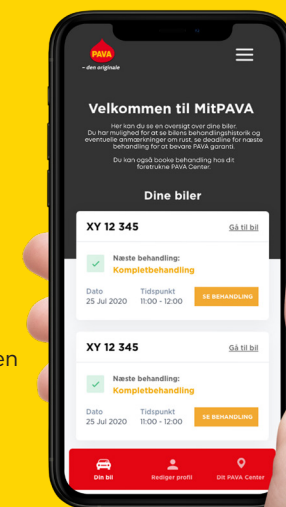 PAVA
– den originale
Velkommen til
MitPAVA
Her kan du se en oversigt over dine biler.
Du har mulighed for at se bilens behandlingshistorik og
eventuelle anmærkninger om rust, se deadline for næste
behandling for at bevare PAVA garanti.
Du kan også booke behandling hos dit
foretrukne PAVA Center.
Dine biler
XY 12 345
Gå til bil
Næste behandling:
Kompletbehandling
Dato Tidspunkt
25 Jul 2020 11:00 - 12:00
SE BEHANDLING
en
XY 12 345
Gå til bil
Næste behandling:
Kompletbehandling
Dato Tidspunkt
25 Jul 2020 11:00 - 12:00
SE BEHANDLING
Din bil Rediger profil Dit PAVA Center